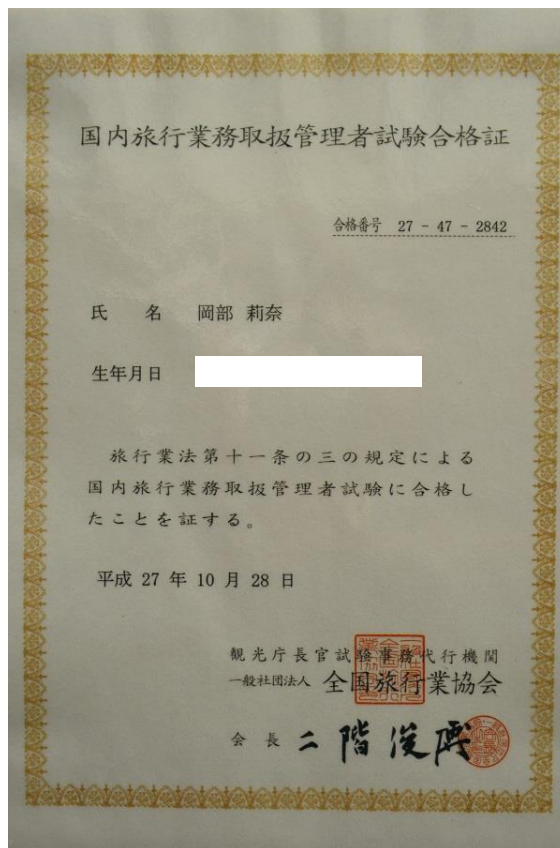 国内旅行業務取扱管理者試験合格証
合格番号 27 - 47 - 2842
氏 名 岡部 莉奈
生年月日
旅行業法第十一条の三の規定による
国内旅行業務取扱管理者試験に合格し
たことを証する。
平成 27 年 10 月 28 日
観光庁長官試験事務代行機関
一般社団法人 全国旅行業協会
会 長 二階俊博